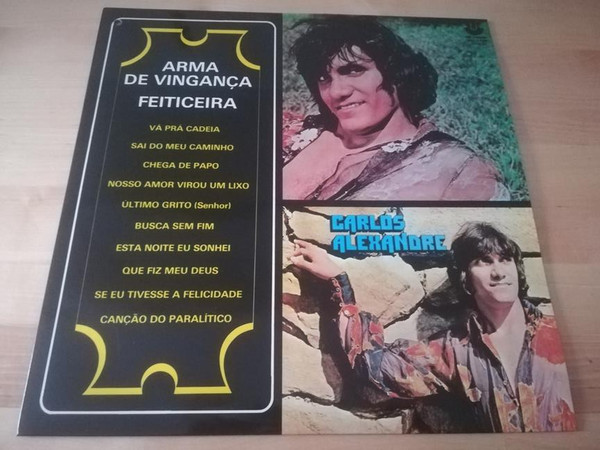 ARMA
DE VINGANÇA
FEITICEIRA
VÁ PRÁ CADEIA
SAI DO MEU CAMINHO
CHEGA DE PAPO
NOSSO AMOR VIROU UM LIXO
ÚLTIMO GRITO (Senhor)
BUSCA SEM FIM
ESTA NOITE EU SONHEI
QUE FIZ MEU DEUS
SE EU TIVESSE A FELICIDADE
CANÇÃO DO PARALÍTICO
CARLOS
ALEXANDRE